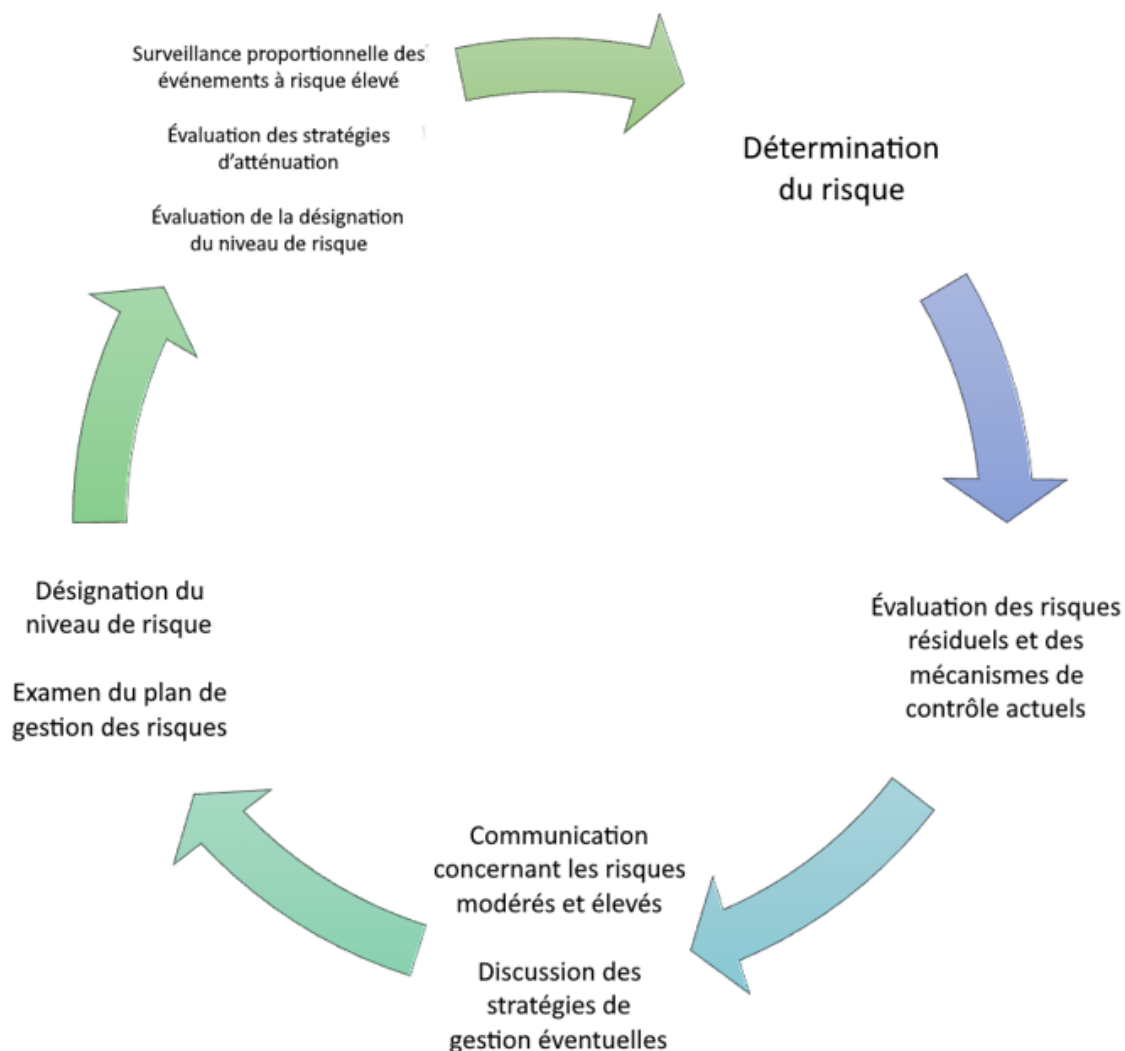 Surveillance proportionnelle des
événements à risque élevé
Évaluation des stratégies
d'atténuation
Évaluation de la désignation
du niveau de risque
Détermination
du risque
Évaluation des risques
résiduels et des
mécanismes de
contrôle actuels
Communication
concernant les risques
modérés et élevés
Discussion des
stratégies de
gestion éventuelles
Désignation du
niveau de risque
Examen du plan de
gestion des risques